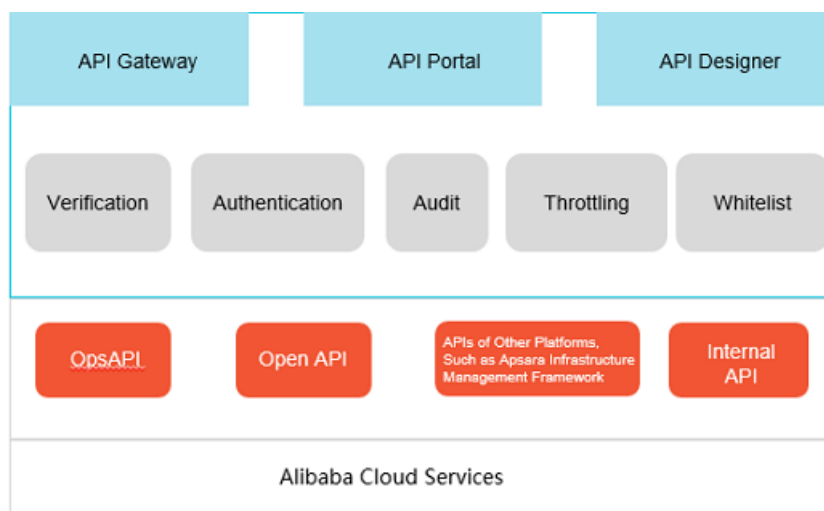 API Gateway
API Portal
API Designer
Verification
Authentication
Audit
Throttling
Whitelist
OpsAPI
Open API
APIs of Other Platforms,
Such as Apsara Infrastructure
Management Framework
Internal
API
Alibaba Cloud Services